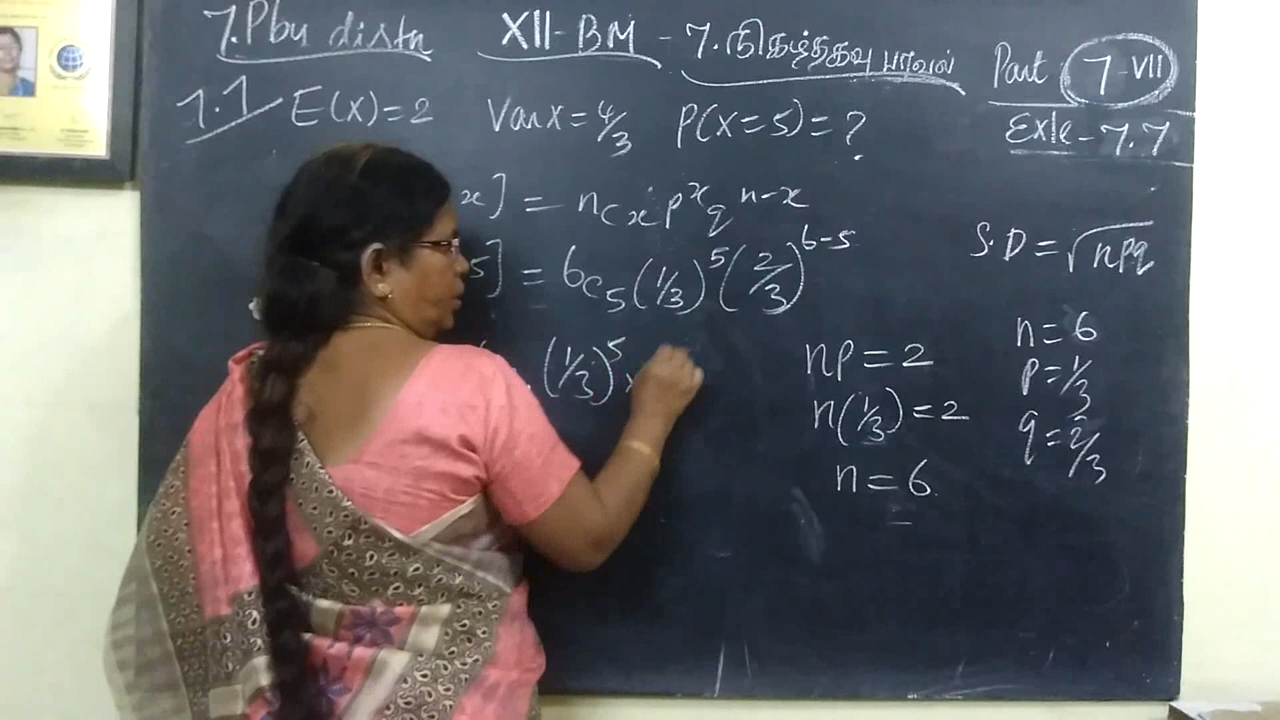 7.Pbu distn XII-BM - 7. நிகழ்தகவு பரவல் Part 7-VII
Exle-7.7
7.7 E(X)=2 Var X=4/3 P(X=5)=?
x] = nCx p^x q^n-x
S.D = √npq
5] = 6C5 (1/3)^5 (2/3)^6-5
(1/3)^5
np=2
n(1/3)=2
n=6
n=6
p=1/3
q=2/3